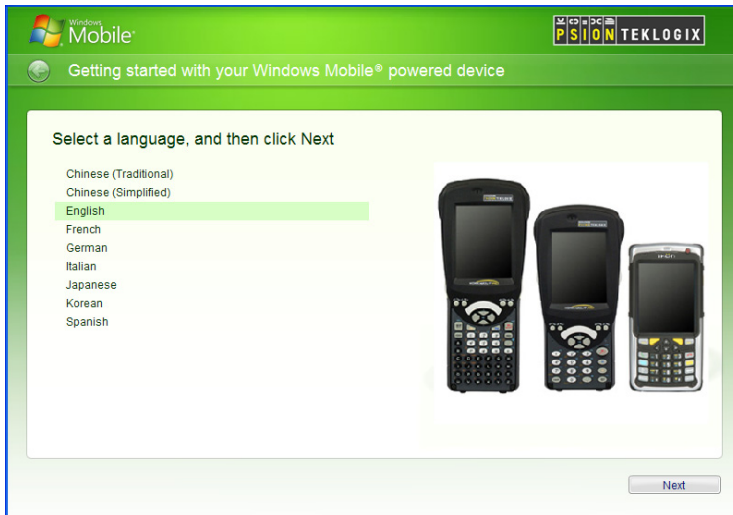 Windows
Mobile
PSION TEKLOGIX
Getting started with your Windows Mobile® powered device
Select a language, and then click Next
Chinese (Traditional)
Chinese (Simplified)
English
French
German
Italian
Japanese
Korean
Spanish
Next